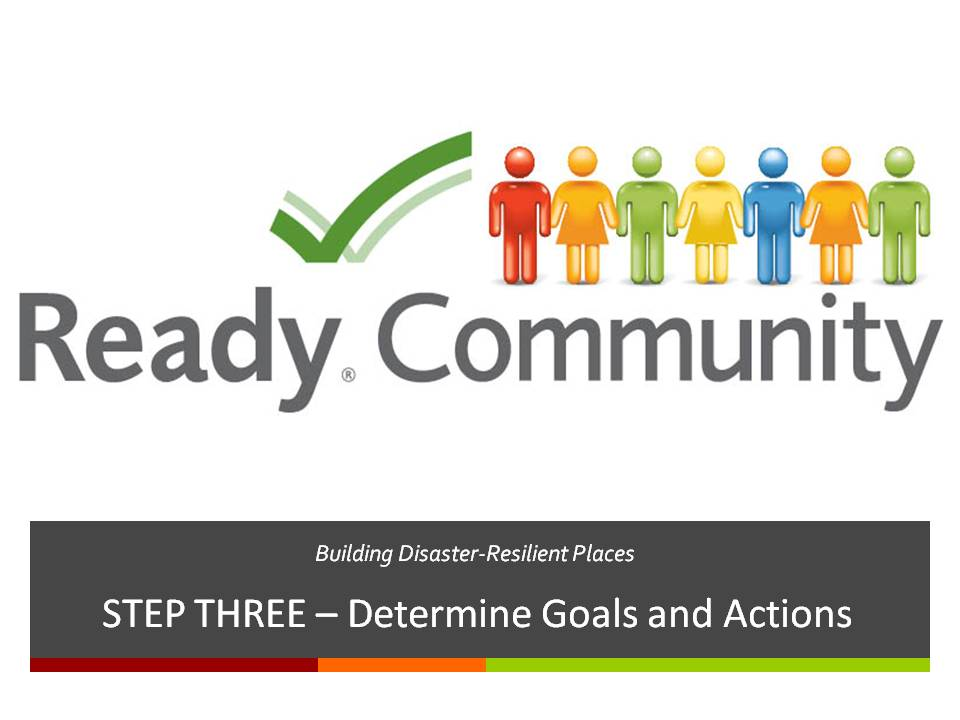 Ready® Community
Building Disaster-Resilient Places
STEP THREE – Determine Goals and Actions